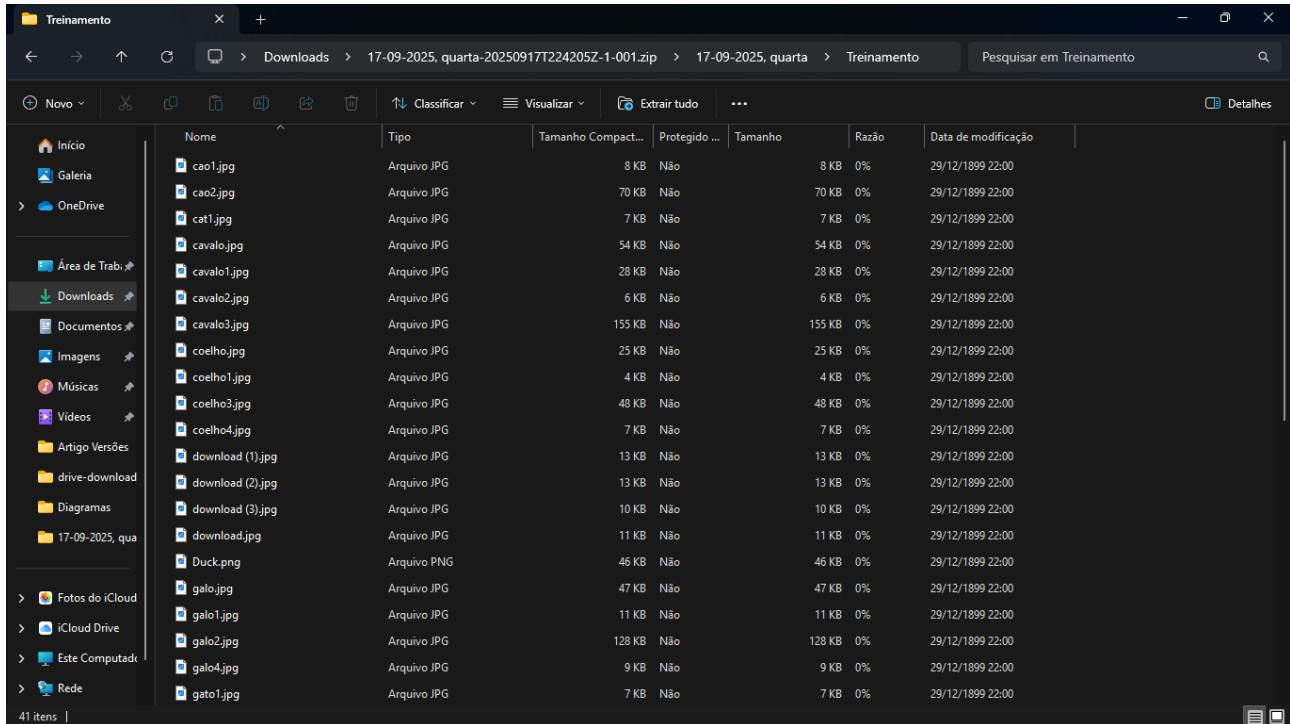 Treinamento
Downloads > 17-09-2025, quarta-20250917T224205Z-1-001.zip > 17-09-2025, quarta > Treinamento
Pesquisar em Treinamento
Novo
Classificar
Visualizar
Extrair tudo
Detalhes
Início
Galeria
OneDrive
Área de Trab
Downloads
Documentos
Imagens
Músicas
Vídeos
Artigo Versões
drive-download
Diagramas
17-09-2025, qua
Fotos do iCloud
iCloud Drive
Este Computad
Rede
Nome Tipo Tamanho Compact... Protegido ... Tamanho Razão Data de modificação
cao1.jpg Arquivo JPG 8 KB Não 8 KB 0% 29/12/1899 22:00
cao2.jpg Arquivo JPG 70 KB Não 70 KB 0% 29/12/1899 22:00
cat1.jpg Arquivo JPG 7 KB Não 7 KB 0% 29/12/1899 22:00
cavalo.jpg Arquivo JPG 54 KB Não 54 KB 0% 29/12/1899 22:00
cavalo1.jpg Arquivo JPG 28 KB Não 28 KB 0% 29/12/1899 22:00
cavalo2.jpg Arquivo JPG 6 KB Não 6 KB 0% 29/12/1899 22:00
cavalo3.jpg Arquivo JPG 155 KB Não 155 KB 0% 29/12/1899 22:00
coelho.jpg Arquivo JPG 25 KB Não 25 KB 0% 29/12/1899 22:00
coelho1.jpg Arquivo JPG 4 KB Não 4 KB 0% 29/12/1899 22:00
coelho3.jpg Arquivo JPG 48 KB Não 48 KB 0% 29/12/1899 22:00
coelho4.jpg Arquivo JPG 7 KB Não 7 KB 0% 29/12/1899 22:00
download (1).jpg Arquivo JPG 13 KB Não 13 KB 0% 29/12/1899 22:00
download (2).jpg Arquivo JPG 13 KB Não 13 KB 0% 29/12/1899 22:00
download (3).jpg Arquivo JPG 10 KB Não 10 KB 0% 29/12/1899 22:00
download.jpg Arquivo JPG 11 KB Não 11 KB 0% 29/12/1899 22:00
Duck.png Arquivo PNG 46 KB Não 46 KB 0% 29/12/1899 22:00
galo.jpg Arquivo JPG 47 KB Não 47 KB 0% 29/12/1899 22:00
galo1.jpg Arquivo JPG 11 KB Não 11 KB 0% 29/12/1899 22:00
galo2.jpg Arquivo JPG 128 KB Não 128 KB 0% 29/12/1899 22:00
galo4.jpg Arquivo JPG 9 KB Não 9 KB 0% 29/12/1899 22:00
gato1.jpg Arquivo JPG 7 KB Não 7 KB 0% 29/12/1899 22:00
41 itens